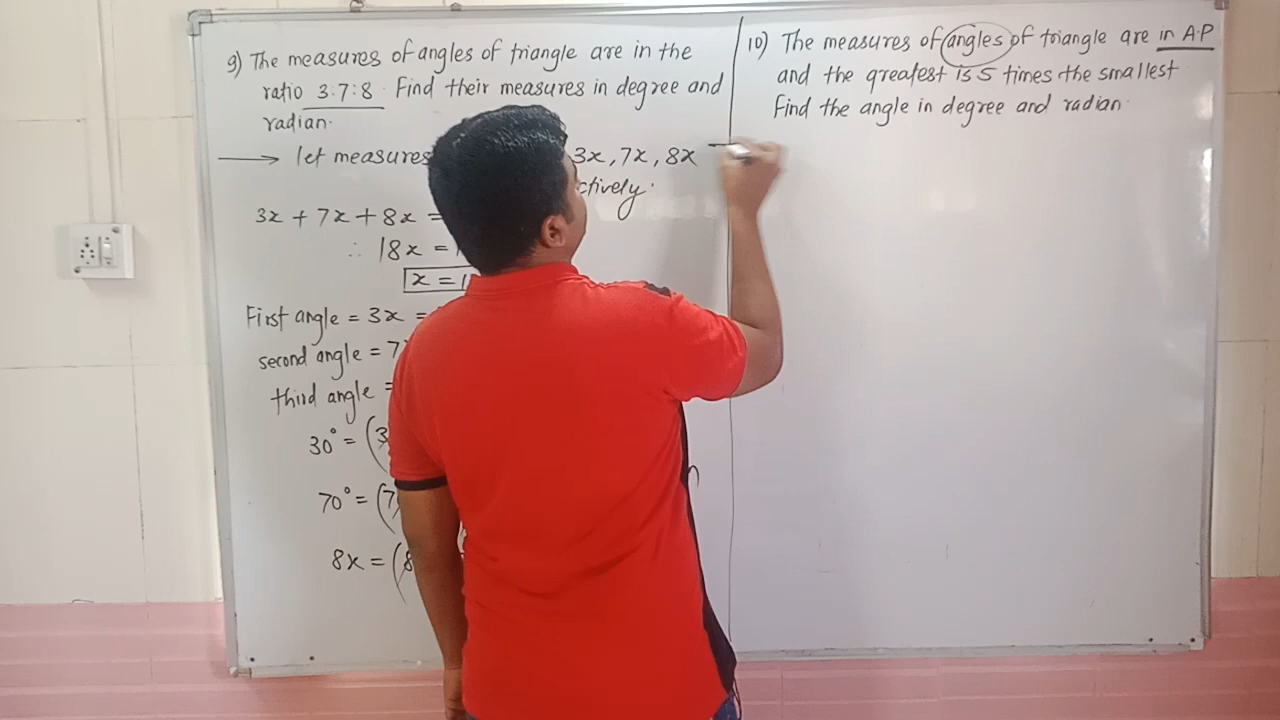 9) The measures of angles of triangle are in the
ratio 3:7:8. Find their measures in degree and
radian.
→ let measures 3x, 7x, 8x
ctively.
3x + 7x + 8x =
∴ 18x =
x = 1
First angle = 3x =
second angle = 7
third angle =
30° = (3
70° = (7
8x = (8
10) The measures of angles of triangle are in A.P
and the greatest is 5 times the smallest
Find the angle in degree and radian.